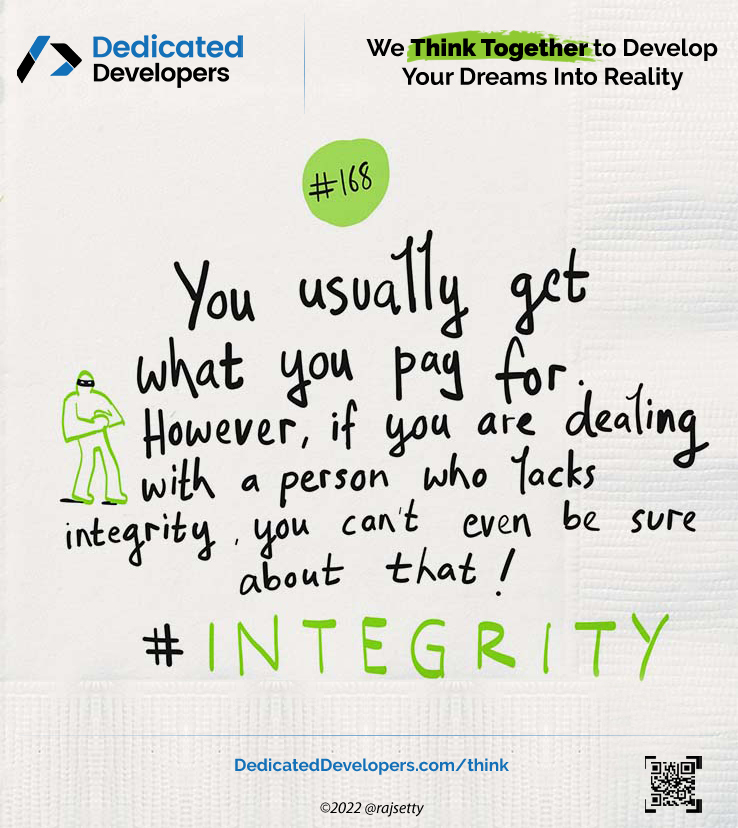 Dedicated
Developers
We Think Together to Develop
Your Dreams Into Reality
#168
You usually get
what you pay for.
However, if you are dealing
with a person who lacks
integrity, you can't even be sure
about that!
#INTEGRITY
DedicatedDevelopers.com/think
©2022 @rajsetty